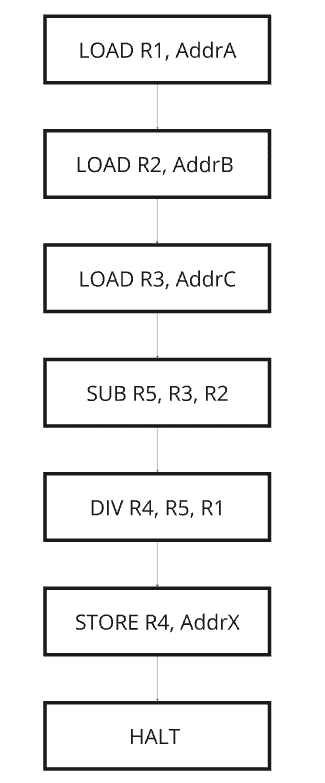 LOAD R1, AddrA
LOAD R2, AddrB
LOAD R3, AddrC
SUB R5, R3, R2
DIV R4, R5, R1
STORE R4, AddrX
HALT